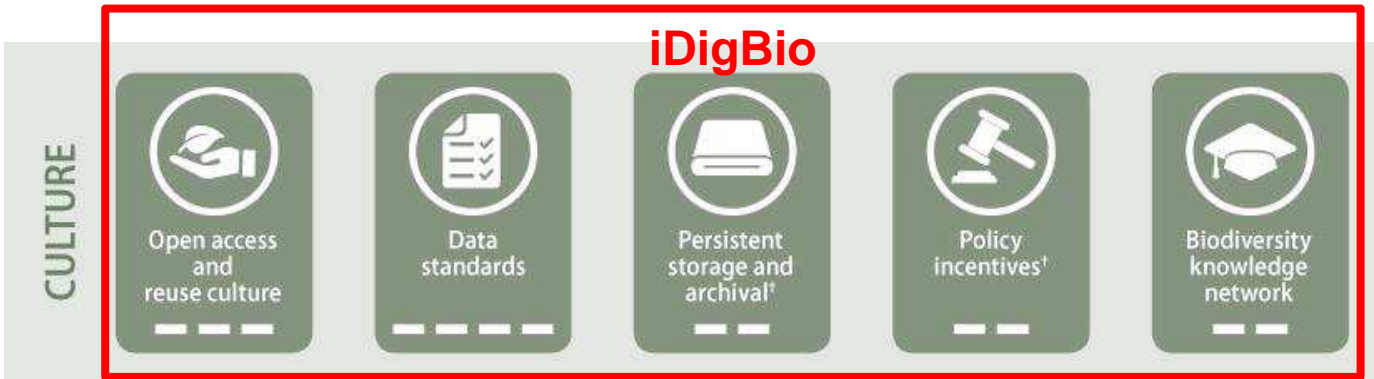 iDigBio
CULTURE
Open access
and
reuse culture
Data
standards
Persistent
storage and
archival†
Policy
incentives†
Biodiversity
knowledge
network